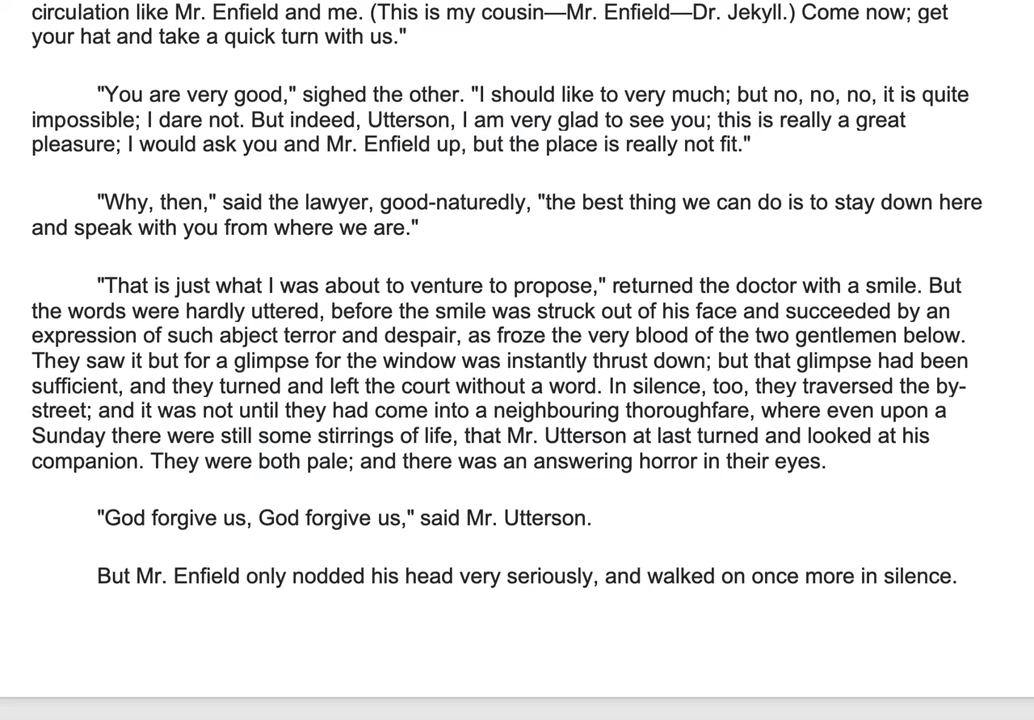 circulation like Mr. Enfield and me. (This is my cousin—Mr. Enfield—Dr. Jekyll.) Come now; get
your hat and take a quick turn with us."
"You are very good," sighed the other. "I should like to very much; but no, no, no, it is quite
impossible; I dare not. But indeed, Utterson, I am very glad to see you; this is really a great
pleasure; I would ask you and Mr. Enfield up, but the place is really not fit."
"Why, then," said the lawyer, good-naturedly, "the best thing we can do is to stay down here
and speak with you from where we are."
"That is just what I was about to venture to propose," returned the doctor with a smile. But
the words were hardly uttered, before the smile was struck out of his face and succeeded by an
expression of such abject terror and despair, as froze the very blood of the two gentlemen below.
They saw it but for a glimpse for the window was instantly thrust down; but that glimpse had been
sufficient, and they turned and left the court without a word. In silence, too, they traversed the by-
street; and it was not until they had come into a neighbouring thoroughfare, where even upon a
Sunday there were still some stirrings of life, that Mr. Utterson at last turned and looked at his
companion. They were both pale; and there was an answering horror in their eyes.
"God forgive us, God forgive us," said Mr. Utterson.
But Mr. Enfield only nodded his head very seriously, and walked on once more in silence.